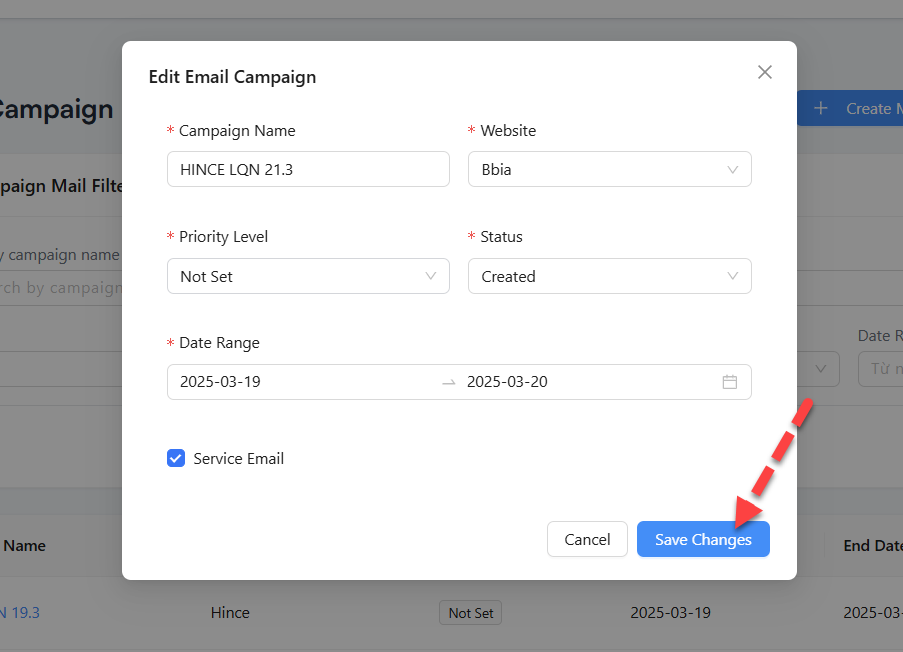 Edit Email Campaign
Campaign
Create
paign Mail Filte
* Campaign Name
* Website
HINCE LQN 21.3
Bbia
* Priority Level
* Status
y campaign name
Not Set
Created
rch by campaign
* Date Range
Date R
2025-03-19
2025-03-20
Từ n
Service Email
Cancel
Save Changes
Name
End Date
N 19.3
Hince
Not Set
2025-03-19
2025-03-